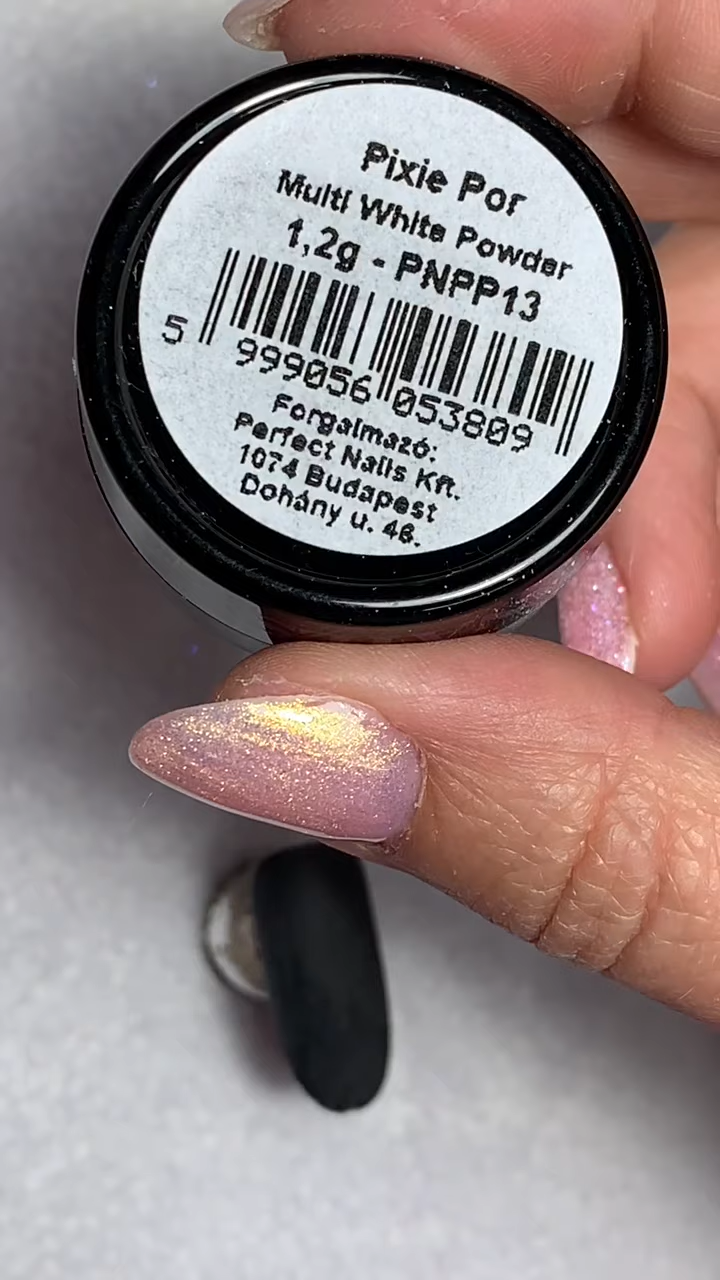 Pixie Por
Multi White Powder
1,2g - PNPP13
5 999056 053809
Forgalmazó:
Perfect Nails Kft.
1074 Budapest
Dohány u. 46.